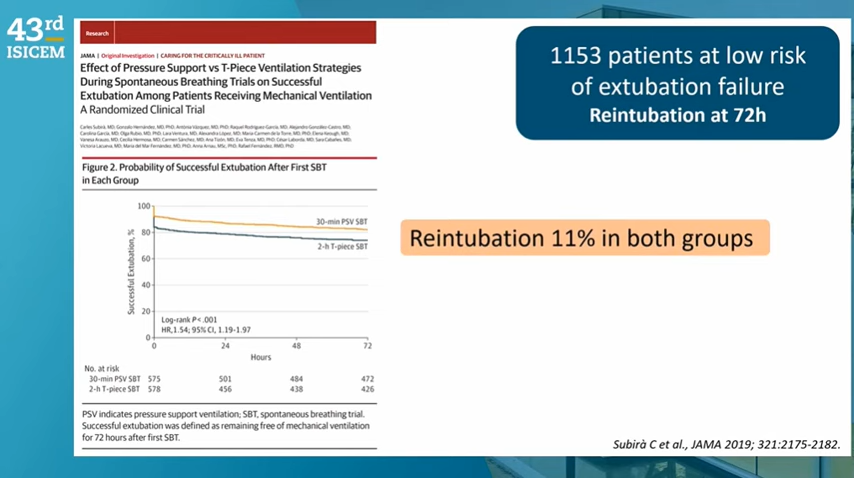 43rd
ISICEM
Research
JAMA | Original Investigation | CARING FOR THE CRITICALLY ILL PATIENT
Effect of Pressure Support vs T-Piece Ventilation Strategies
During Spontaneous Breathing Trials on Successful
Extubation Among Patients Receiving Mechanical Ventilation
A Randomized Clinical Trial
Carles Subirà, MD; Gonzalo Hernández, MD, PhD; Antònia Vázquez, MD, PhD; Raquel Rodríguez-García, MD; Alejandro González-Castro, MD;
Carolina García, MD; Olga Rubio, MD, PhD; Lara Ventura, MD; Alexandra López, MD; Maria-Carmen de la Torre, MD, PhD; Elena Keough, MD;
Vanesa Arauzo, MD; Cecilia Hermosa, MD; Carmen Sánchez, MD; Ana Tizón, MD; Eva Tenza, MD; PhD; César Laborda, MD; Sara Cabañes, MD;
Victoria Lacueva, MD; Maria del Mar Fernández, MD, PhD; Anna Arnau, MSc, PhD; Rafael Fernández, MD, PhD
Figure 2. Probability of Successful Extubation After First SBT
in Each Group
Successful Extubation, %
100
80
60
40
20
0
30-min PSV SBT
2-h T-piece SBT
Log-rank P< .001
HR,1.54; 95% CI, 1.19-1.97
0 24 48 72
Hours
No. at risk
30-min PSV SBT 575 501 484 472
2-h T-piece SBT 578 456 438 426
PSV indicates pressure support ventilation; SBT, spontaneous breathing trial.
Successful extubation was defined as remaining free of mechanical ventilation
for 72 hours after first SBT.
1153 patients at low risk
of extubation failure
Reintubation at 72h
Reintubation 11% in both groups
Subirà C et al., JAMA 2019; 321:2175-2182.